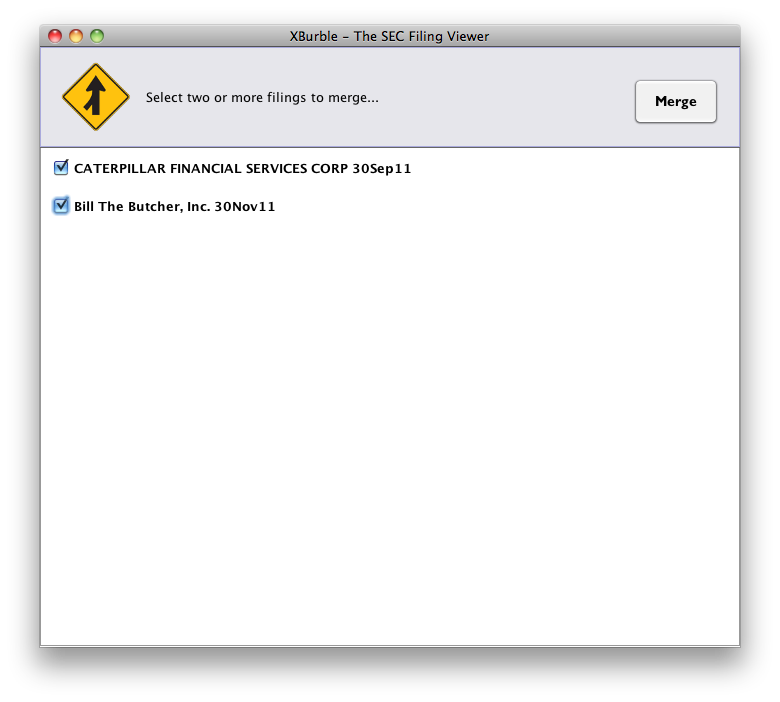 XBurble - The SEC Filing Viewer
Select two or more filings to merge...
Merge
CATERPILLAR FINANCIAL SERVICES CORP 30Sep11
Bill The Butcher, Inc. 30Nov11